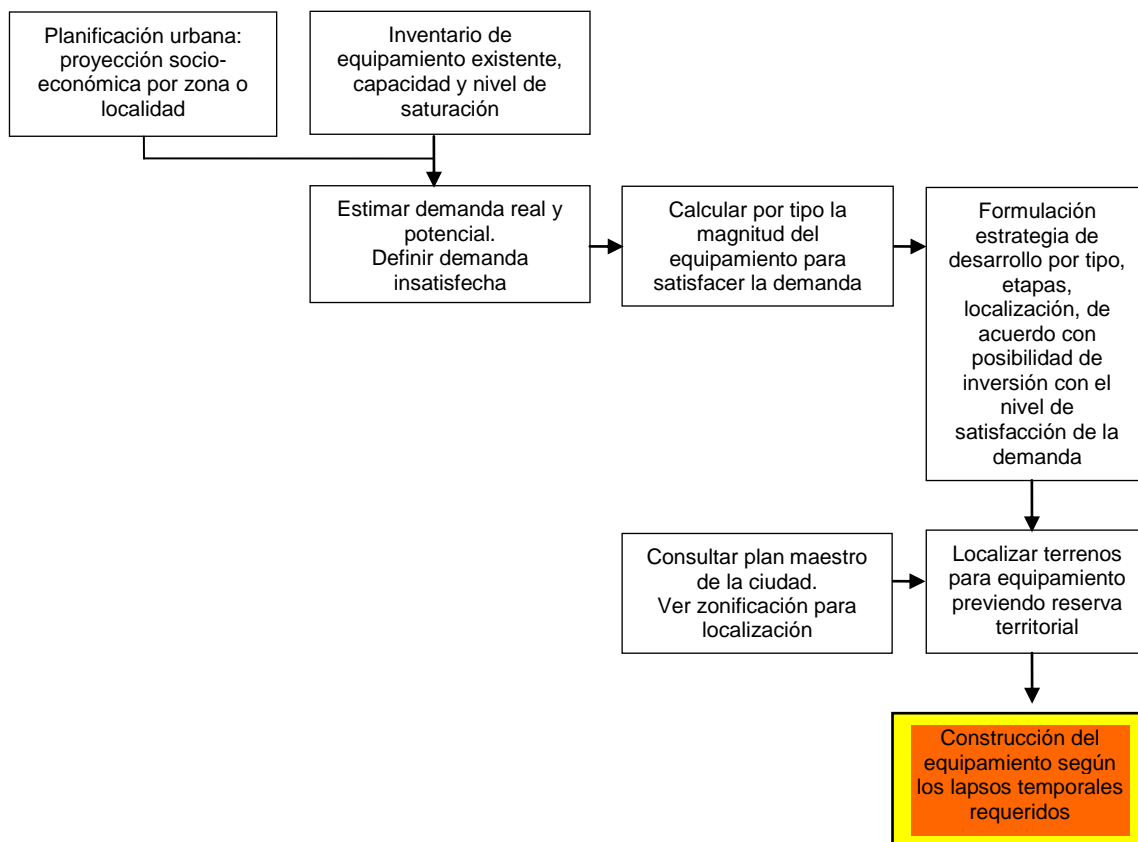 Planificación urbana:
proyección socio-
económica por zona o
localidad
Inventario de
equipamiento existente,
capacidad y nivel de
saturación
Estimar demanda real y
potencial.
Definir demanda
insatisfecha
Calcular por tipo la
magnitud del
equipamiento para
satisfacer la demanda
Formulación
estrategia de
desarrollo por tipo,
etapas,
localización, de
acuerdo con
posibilidad de
inversión con el
nivel de
satisfacción de la
demanda
Consultar plan maestro
de la ciudad.
Ver zonificación para
localización
Localizar terrenos
para equipamiento
previendo reserva
territorial
Construcción del
equipamiento según
los lapsos temporales
requeridos